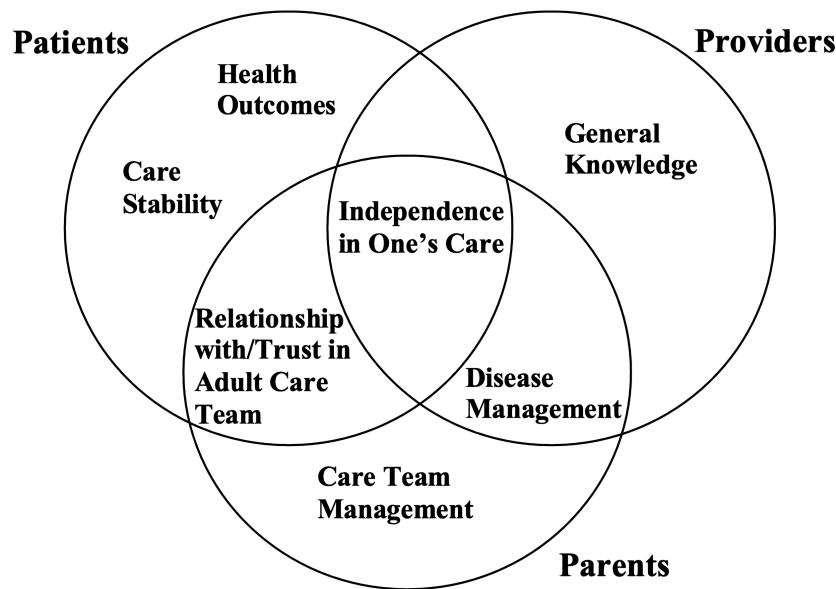 Patients
Providers
Health
Outcomes
General
Knowledge
Care
Stability
Independence
in One’s Care
Relationship
with/Trust in
Adult Care
Team
Disease
Management
Care Team
Management
Parents